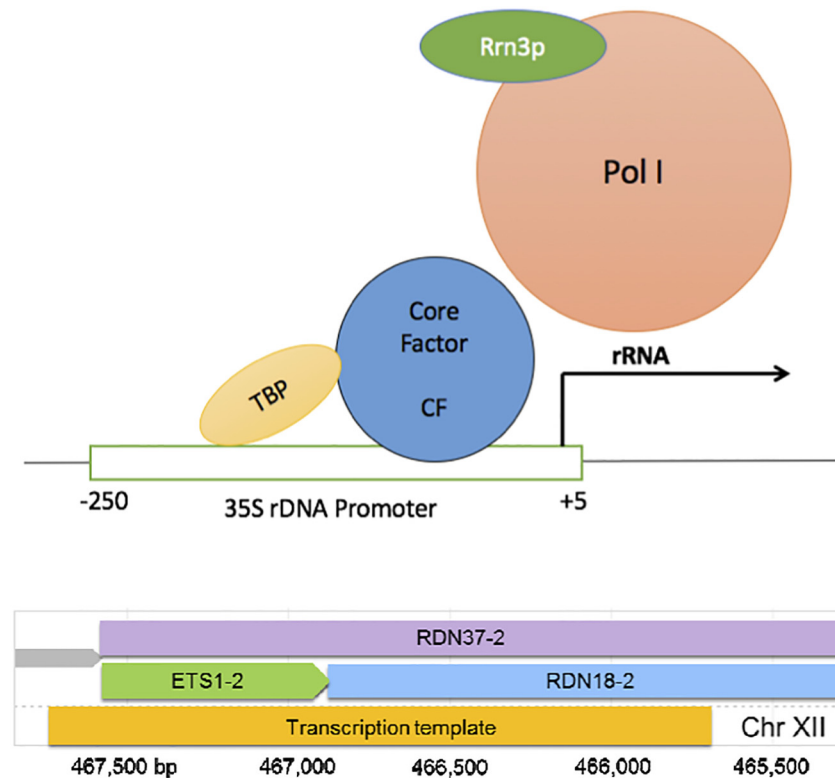 Rrn3p
Pol I
Core
Factor
CF
TBP
rRNA
-250
35S rDNA Promoter
+5
RDN37-2
ETS1-2
RDN18-2
Transcription template
Chr XII
467,500 bp
467,000
466,500
466,000
465,500